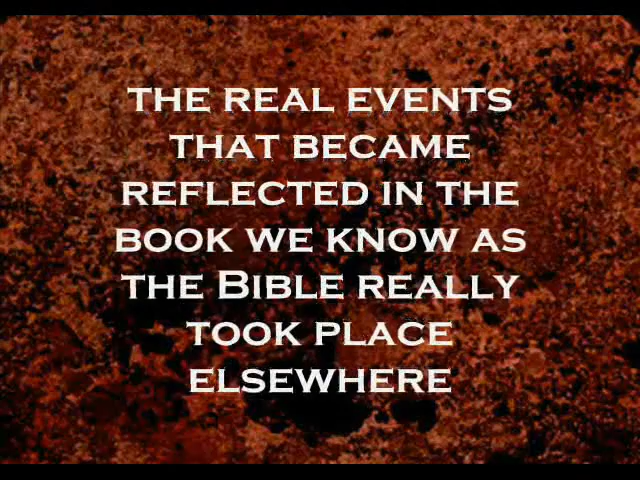 THE REAL EVENTS
THAT BECAME
REFLECTED IN THE
BOOK WE KNOW AS
THE BIBLE REALLY
TOOK PLACE
ELSEWHERE